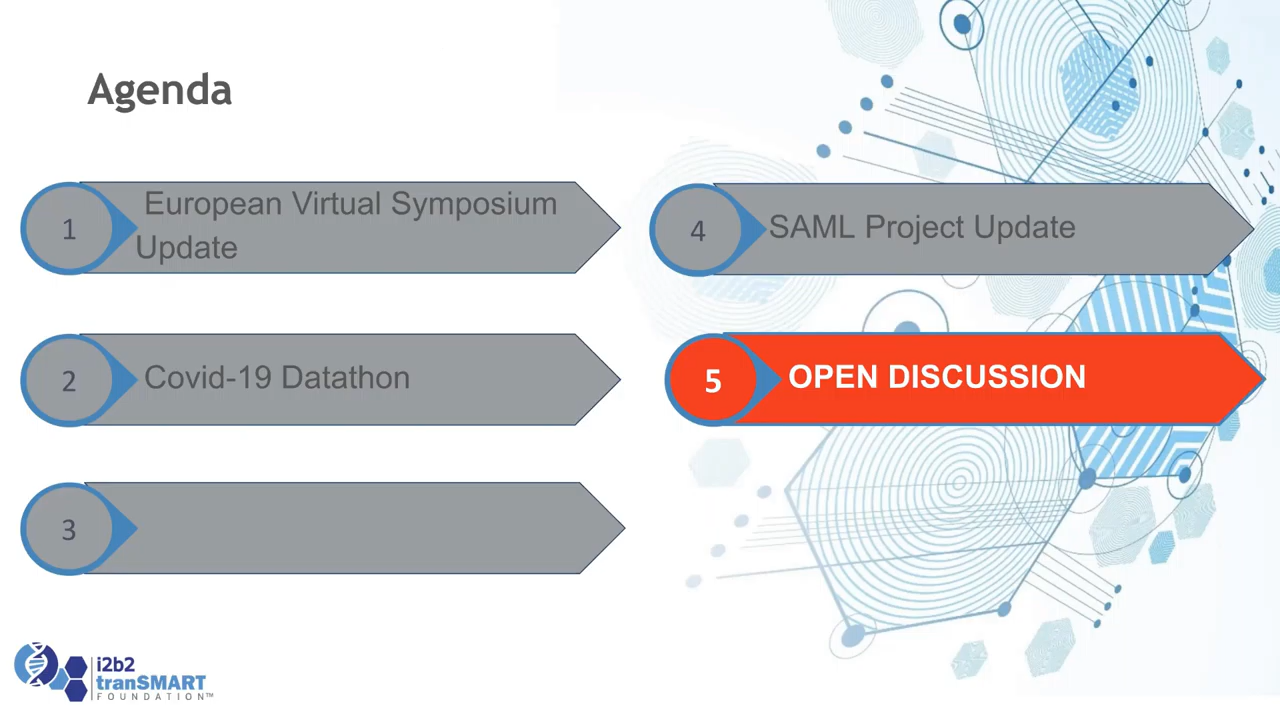 Agenda
1
European Virtual Symposium
Update
2
Covid-19 Datathon
3
4
SAML Project Update
5
OPEN DISCUSSION
i2b2
tranSMART
FOUNDATION™